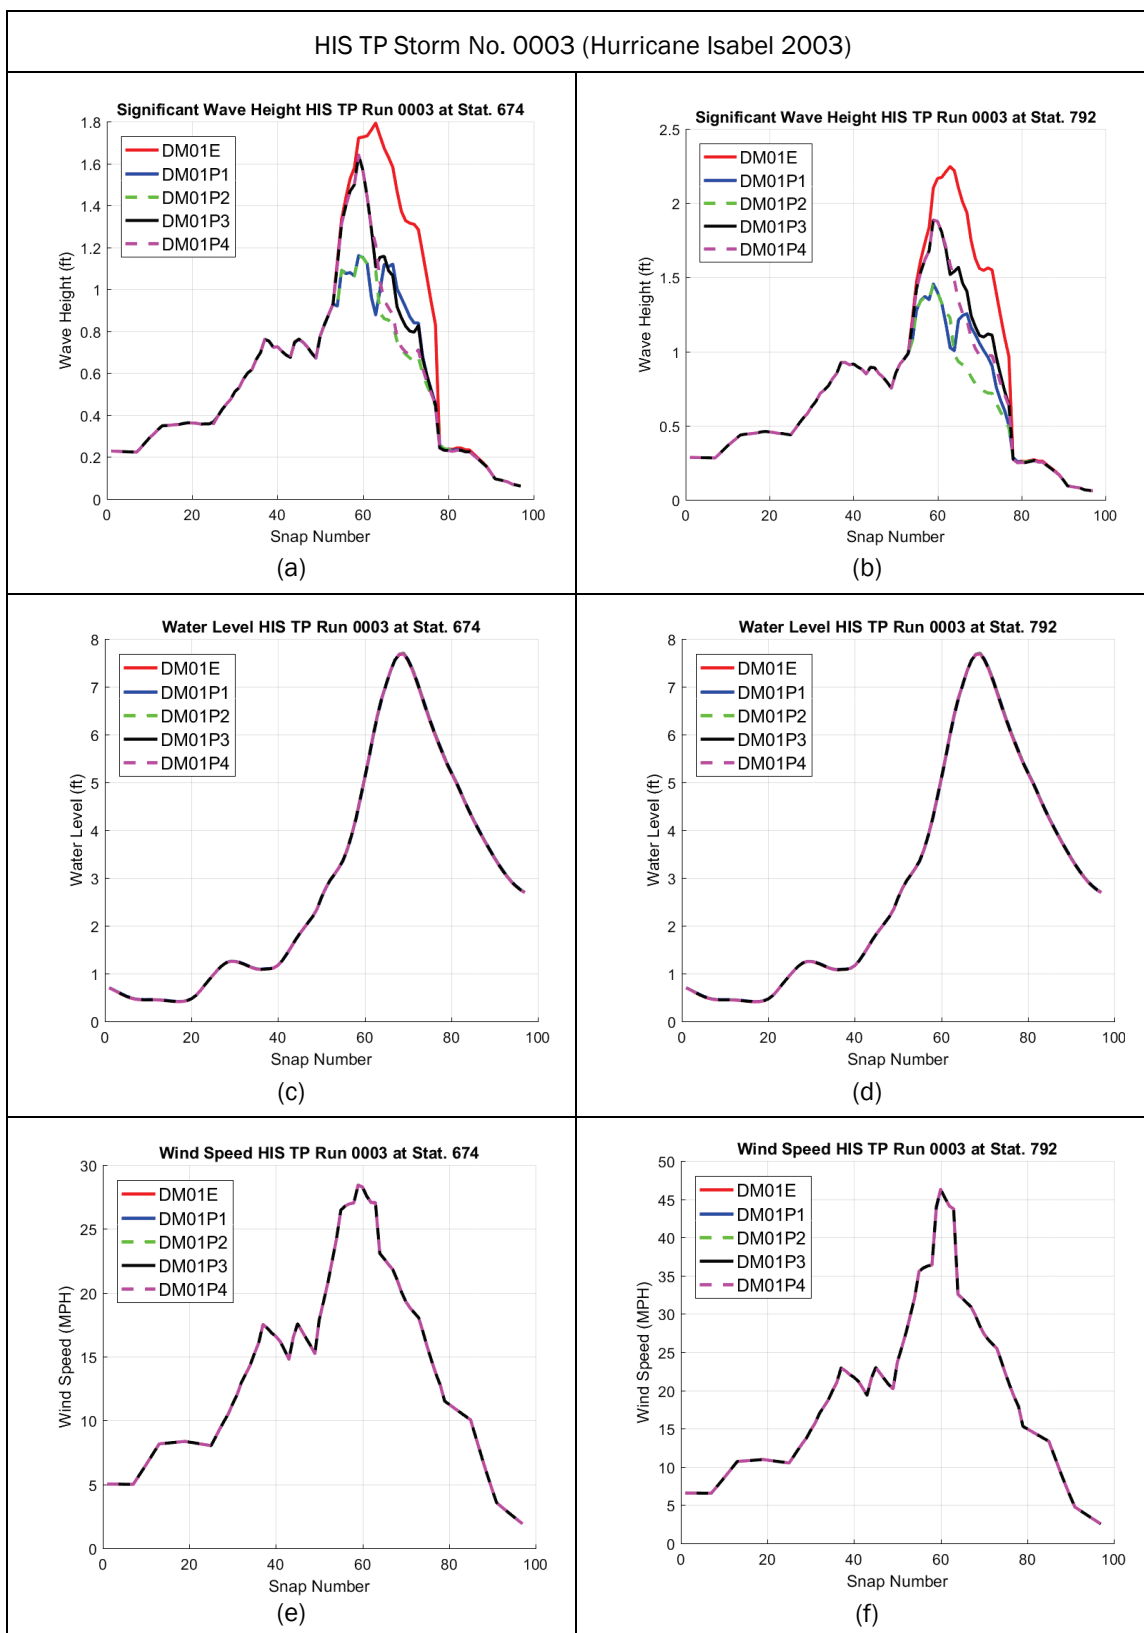 HIS TP Storm No. 0003 (Hurricane Isabel 2003)
Significant Wave Height HIS TP Run 0003 at Stat. 674
1.8
1.6
1.4
1.2
1
0.8
0.6
0.4
0.2
0
Wave Height (ft)
DM01E
DM01P1
DM01P2
DM01P3
DM01P4
0 20 40 60 80 100
Snap Number
(a)
Significant Wave Height HIS TP Run 0003 at Stat. 792
2.5
2
1.5
1
0.5
0
Wave Height (ft)
DM01E
DM01P1
DM01P2
DM01P3
DM01P4
0 20 40 60 80 100
Snap Number
(b)
Water Level HIS TP Run 0003 at Stat. 674
8
7
6
5
4
3
2
1
0
Water Level (ft)
DM01E
DM01P1
DM01P2
DM01P3
DM01P4
0 20 40 60 80 100
Snap Number
(c)
Water Level HIS TP Run 0003 at Stat. 792
8
7
6
5
4
3
2
1
0
Water Level (ft)
DM01E
DM01P1
DM01P2
DM01P3
DM01P4
0 20 40 60 80 100
Snap Number
(d)
Wind Speed HIS TP Run 0003 at Stat. 674
30
25
20
15
10
5
0
Wind Speed (MPH)
DM01E
DM01P1
DM01P2
DM01P3
DM01P4
0 20 40 60 80 100
Snap Number
(e)
Wind Speed HIS TP Run 0003 at Stat. 792
50
45
40
35
30
25
20
15
10
5
0
Wind Speed (MPH)
DM01E
DM01P1
DM01P2
DM01P3
DM01P4
0 20 40 60 80 100
Snap Number
(f)